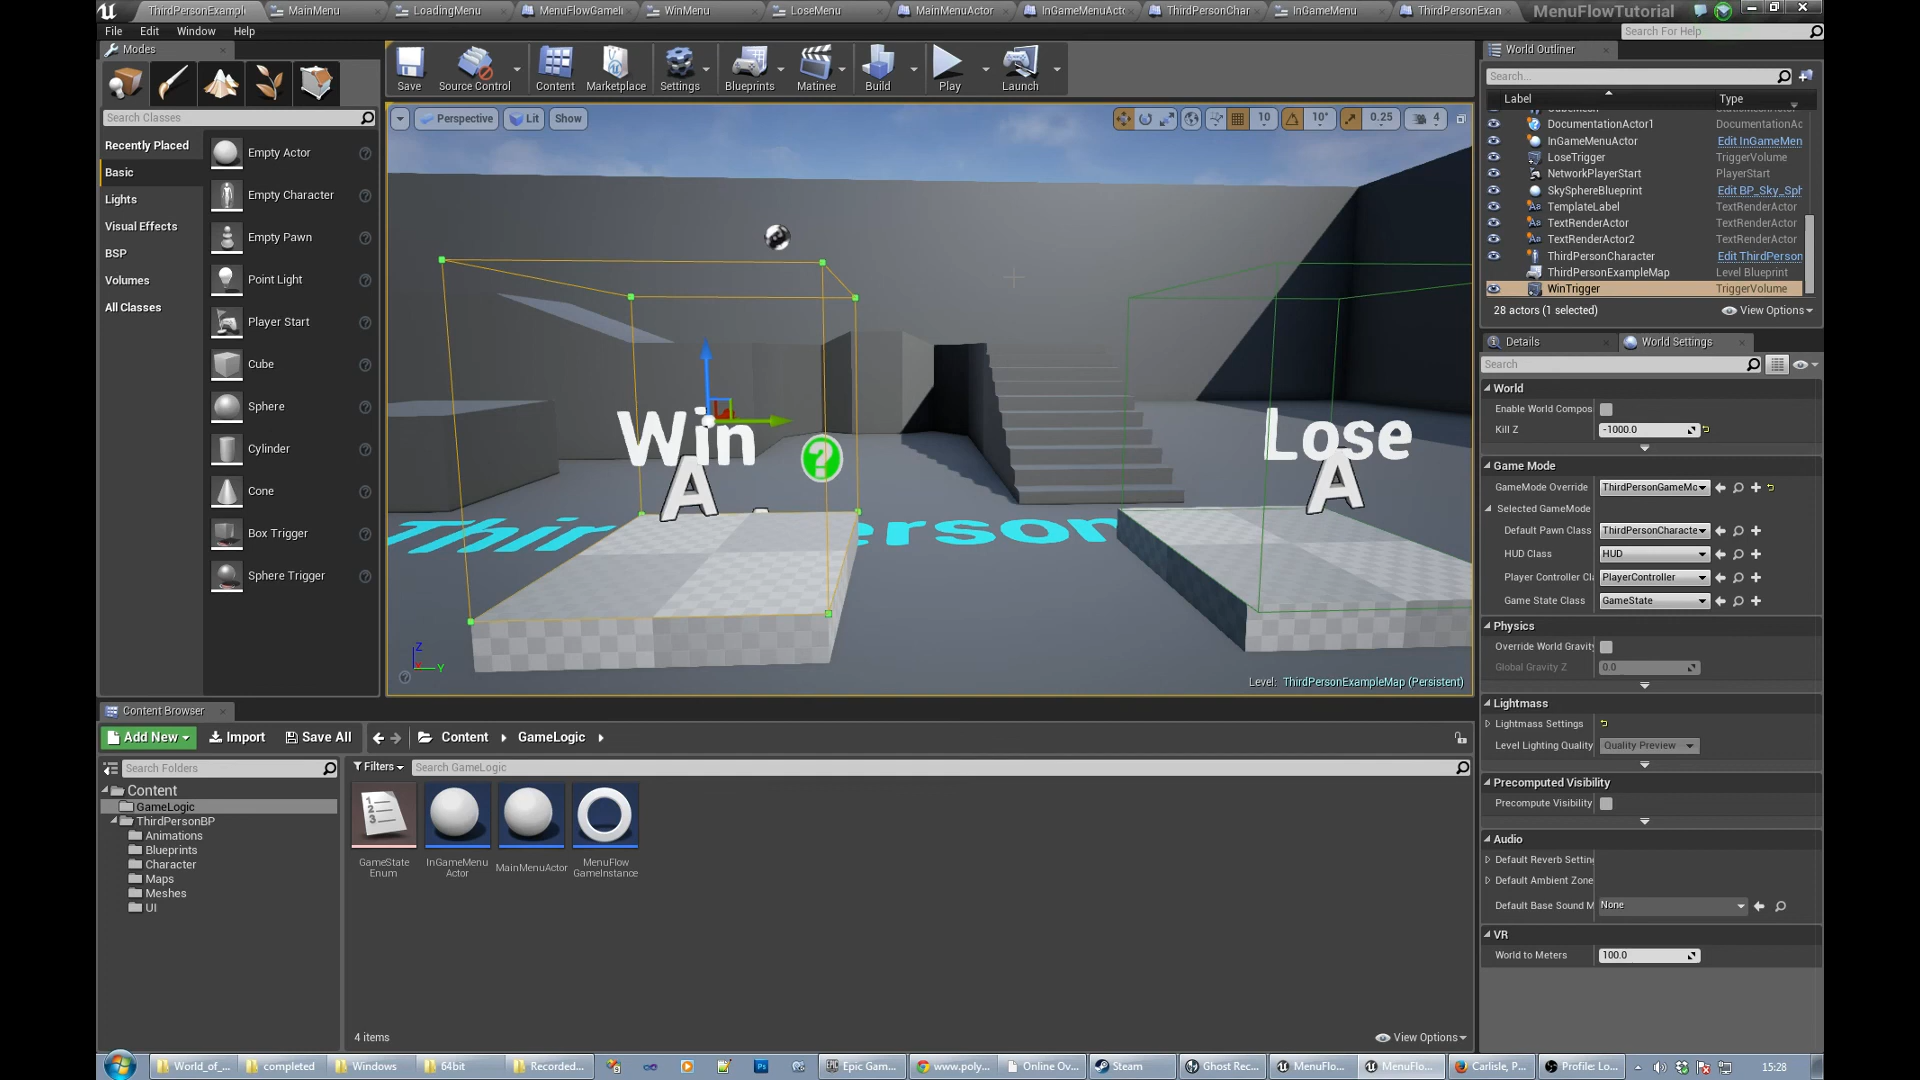 ThirdPersonExampl
MainMenu
LoadingMenu
MenuFlowGameI
WinMenu
LoseMenu
MainMenuActor
InGameMenuActo
ThirdPersonChar
InGameMenu
ThirdPersonExan
MenuFlowTutorial
File
Edit
Window
Help
Search For Help
Modes
Search Classes
Recently Placed
Basic
Lights
Visual Effects
BSP
Volumes
All Classes
Empty Actor
Empty Character
Empty Pawn
Point Light
Player Start
Cube
Sphere
Cylinder
Cone
Box Trigger
Sphere Trigger
Save
Source Control
Content
Marketplace
Settings
Blueprints
Matinee
Build
Play
Launch
Perspective
Lit
Show
10
10°
0.25
4
Win
A
Lose
A
Level: ThirdPersonExampleMap (Persistent)
World Outliner
Search...
Label
Type
DocumentationActor1 DocumentationAc
InGameMenuActor Edit InGameMen
LoseTrigger TriggerVolume
NetworkPlayerStart PlayerStart
SkySphereBlueprint Edit BP_Sky_Sph
TemplateLabel TextRenderActor
TextRenderActor TextRenderActor
TextRenderActor2 TextRenderActor
ThirdPersonCharacter Edit ThirdPerson
ThirdPersonExampleMap Level Blueprint
WinTrigger TriggerVolume
28 actors (1 selected)
View Options
Details
World Settings
Search
World
Enable World Compos
Kill Z -1000.0
Game Mode
GameMode Override ThirdPersonGameMo
Selected GameMode
Default Pawn Class ThirdPersonCharacte
HUD Class HUD
Player Controller Cl PlayerController
Game State Class GameState
Physics
Override World Gravit
Global Gravity Z 0.0
Lightmass
Lightmass Settings
Level Lighting Quality Quality Preview
Precomputed Visibility
Precompute Visibility
Audio
Default Reverb Settin
Default Ambient Zone
Default Base Sound M None
VR
World to Meters 100.0
Content Browser
Add New
Import
Save All
Content
GameLogic
Search Folders
Filters
Search GameLogic
Content
GameLogic
ThirdPersonBP
Animations
Blueprints
Character
Maps
Meshes
UI
GameState
Enum
InGameMenu
Actor
MainMenuActor
MenuFlow
GameInstance
4 items
View Options
World_of_...
completed
Windows
64bit
Recorded...
Epic Gam...
www.poly...
Online Ov...
Steam
Ghost Rec...
MenuFlo...
MenuFlo...
Carlisle, P...
Profile: Lo...
15:28